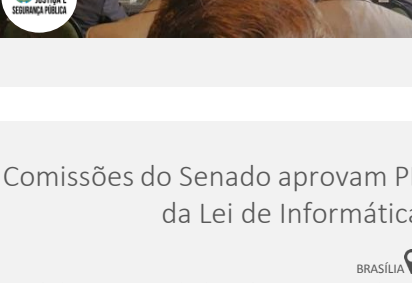 JUSTIÇA E
SEGURANÇA PÚBLICA
Comissões do Senado aprovam
da Lei de Informática
BRASÍLIA